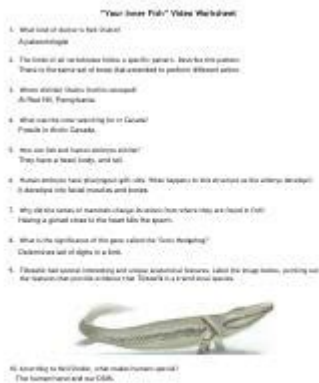 "Your Inner Fish" Video Worksheet
1. What kind of doctor is Neil Shubin?
A paleontologist
2. The limbs of all vertebrates follow a specific pattern. Describe this pattern.
There is the same set of bones that are to perform different
3. Where did Neil Shubin find his
At Red Hill, Pennsylvania.
4. What was the crew searching for in Canada?
Fossils in Arctic Canada.
5. How are fish and human embryos similar?
They have a head, body, and tail.
6. Human embryos have pharyngeal gill slits. What happens to this structure as the embryo develops?
It develops into facial muscles and bones.
7. Why did the testes of mammals change its location from where they are found in fish?
Having a gonad close to the heart kills the sperm.
8. What is the significance of the gene called the "Sonic Hedgehog"?
Determines set of digits in a limb.
9. Tiktaalik had several interesting and unique anatomical features. Label the image below, pointing out
the features that provide evidence that Tiktaalik is a transitional species.
10. According to Neil Shubin, what makes humans special?
The human hand and our